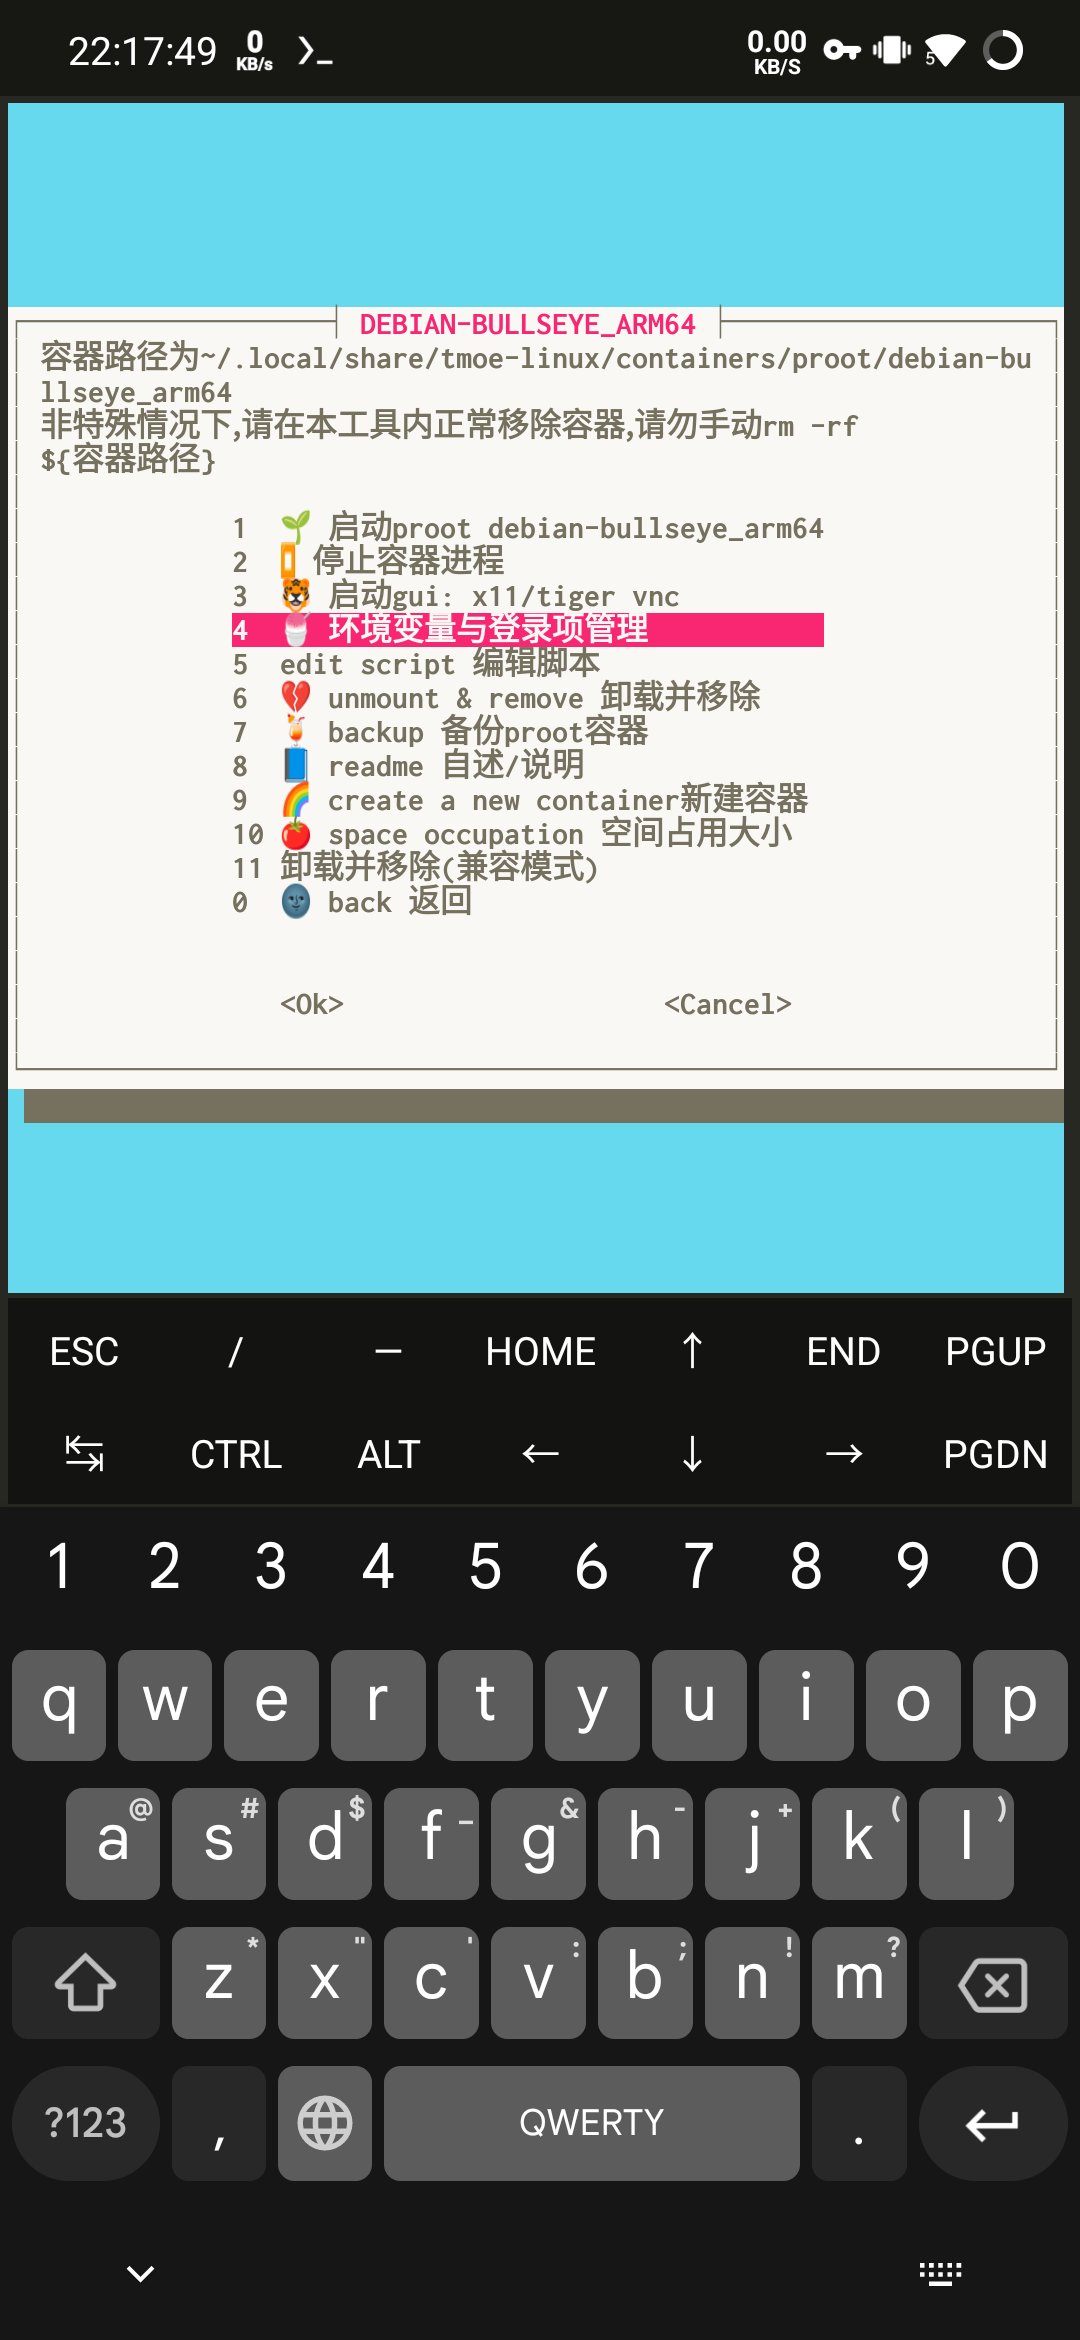 22:17:49 0 KB/s 0.00 KB/S 5
DEBIAN-BULLSEYE_ARM64
容器路径为~/.local/share/tmoe-linux/containers/proot/debian-bu
llseye_arm64
非特殊情况下,请在本工具内正常移除容器,请勿手动rm -rf
${容器路径}
1 启动proot debian-bullseye_arm64
2 停止容器进程
3 启动gui: x11/tiger vnc
4 环境变量与登录项管理
5 edit script 编辑脚本
6 unmount & remove 卸载并移除
7 backup 备份proot容器
8 readme 自述/说明
9 create a new container新建容器
10 space occupation 空间占用大小
11 卸载并移除(兼容模式)
0 back 返回
<Ok> <Cancel>
ESC / — HOME ↑ END PGUP
↹ CTRL ALT ← ↓ → PGDN
1 2 3 4 5 6 7 8 9 0
q w e r t y u i o p
a @ s # d $ f _ g & h - j + k ( l )
z * x " c ' v : b ; n ! m ?
?123 , QWERTY .